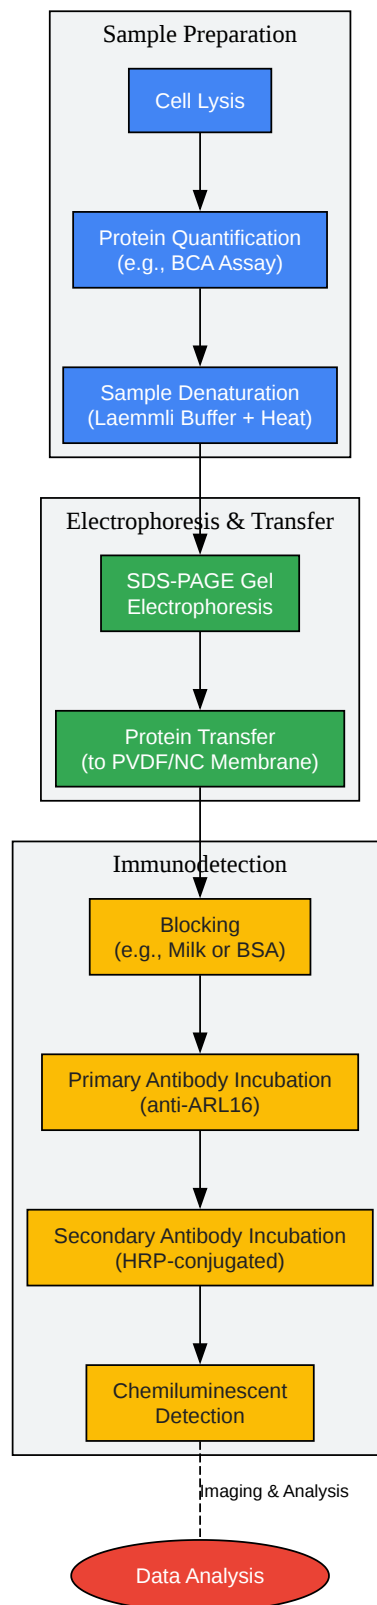 Sample Preparation
Cell Lysis
Protein Quantification
(e.g., BCA Assay)
Sample Denaturation
(Laemmli Buffer + Heat)
Electrophoresis & Transfer
SDS-PAGE Gel
Electrophoresis
Protein Transfer
(to PVDF/NC Membrane)
Immunodetection
Blocking
(e.g., Milk or BSA)
Primary Antibody Incubation
(anti-ARL16)
Secondary Antibody Incubation
(HRP-conjugated)
Chemiluminescent
Detection
Imaging & Analysis
Data Analysis